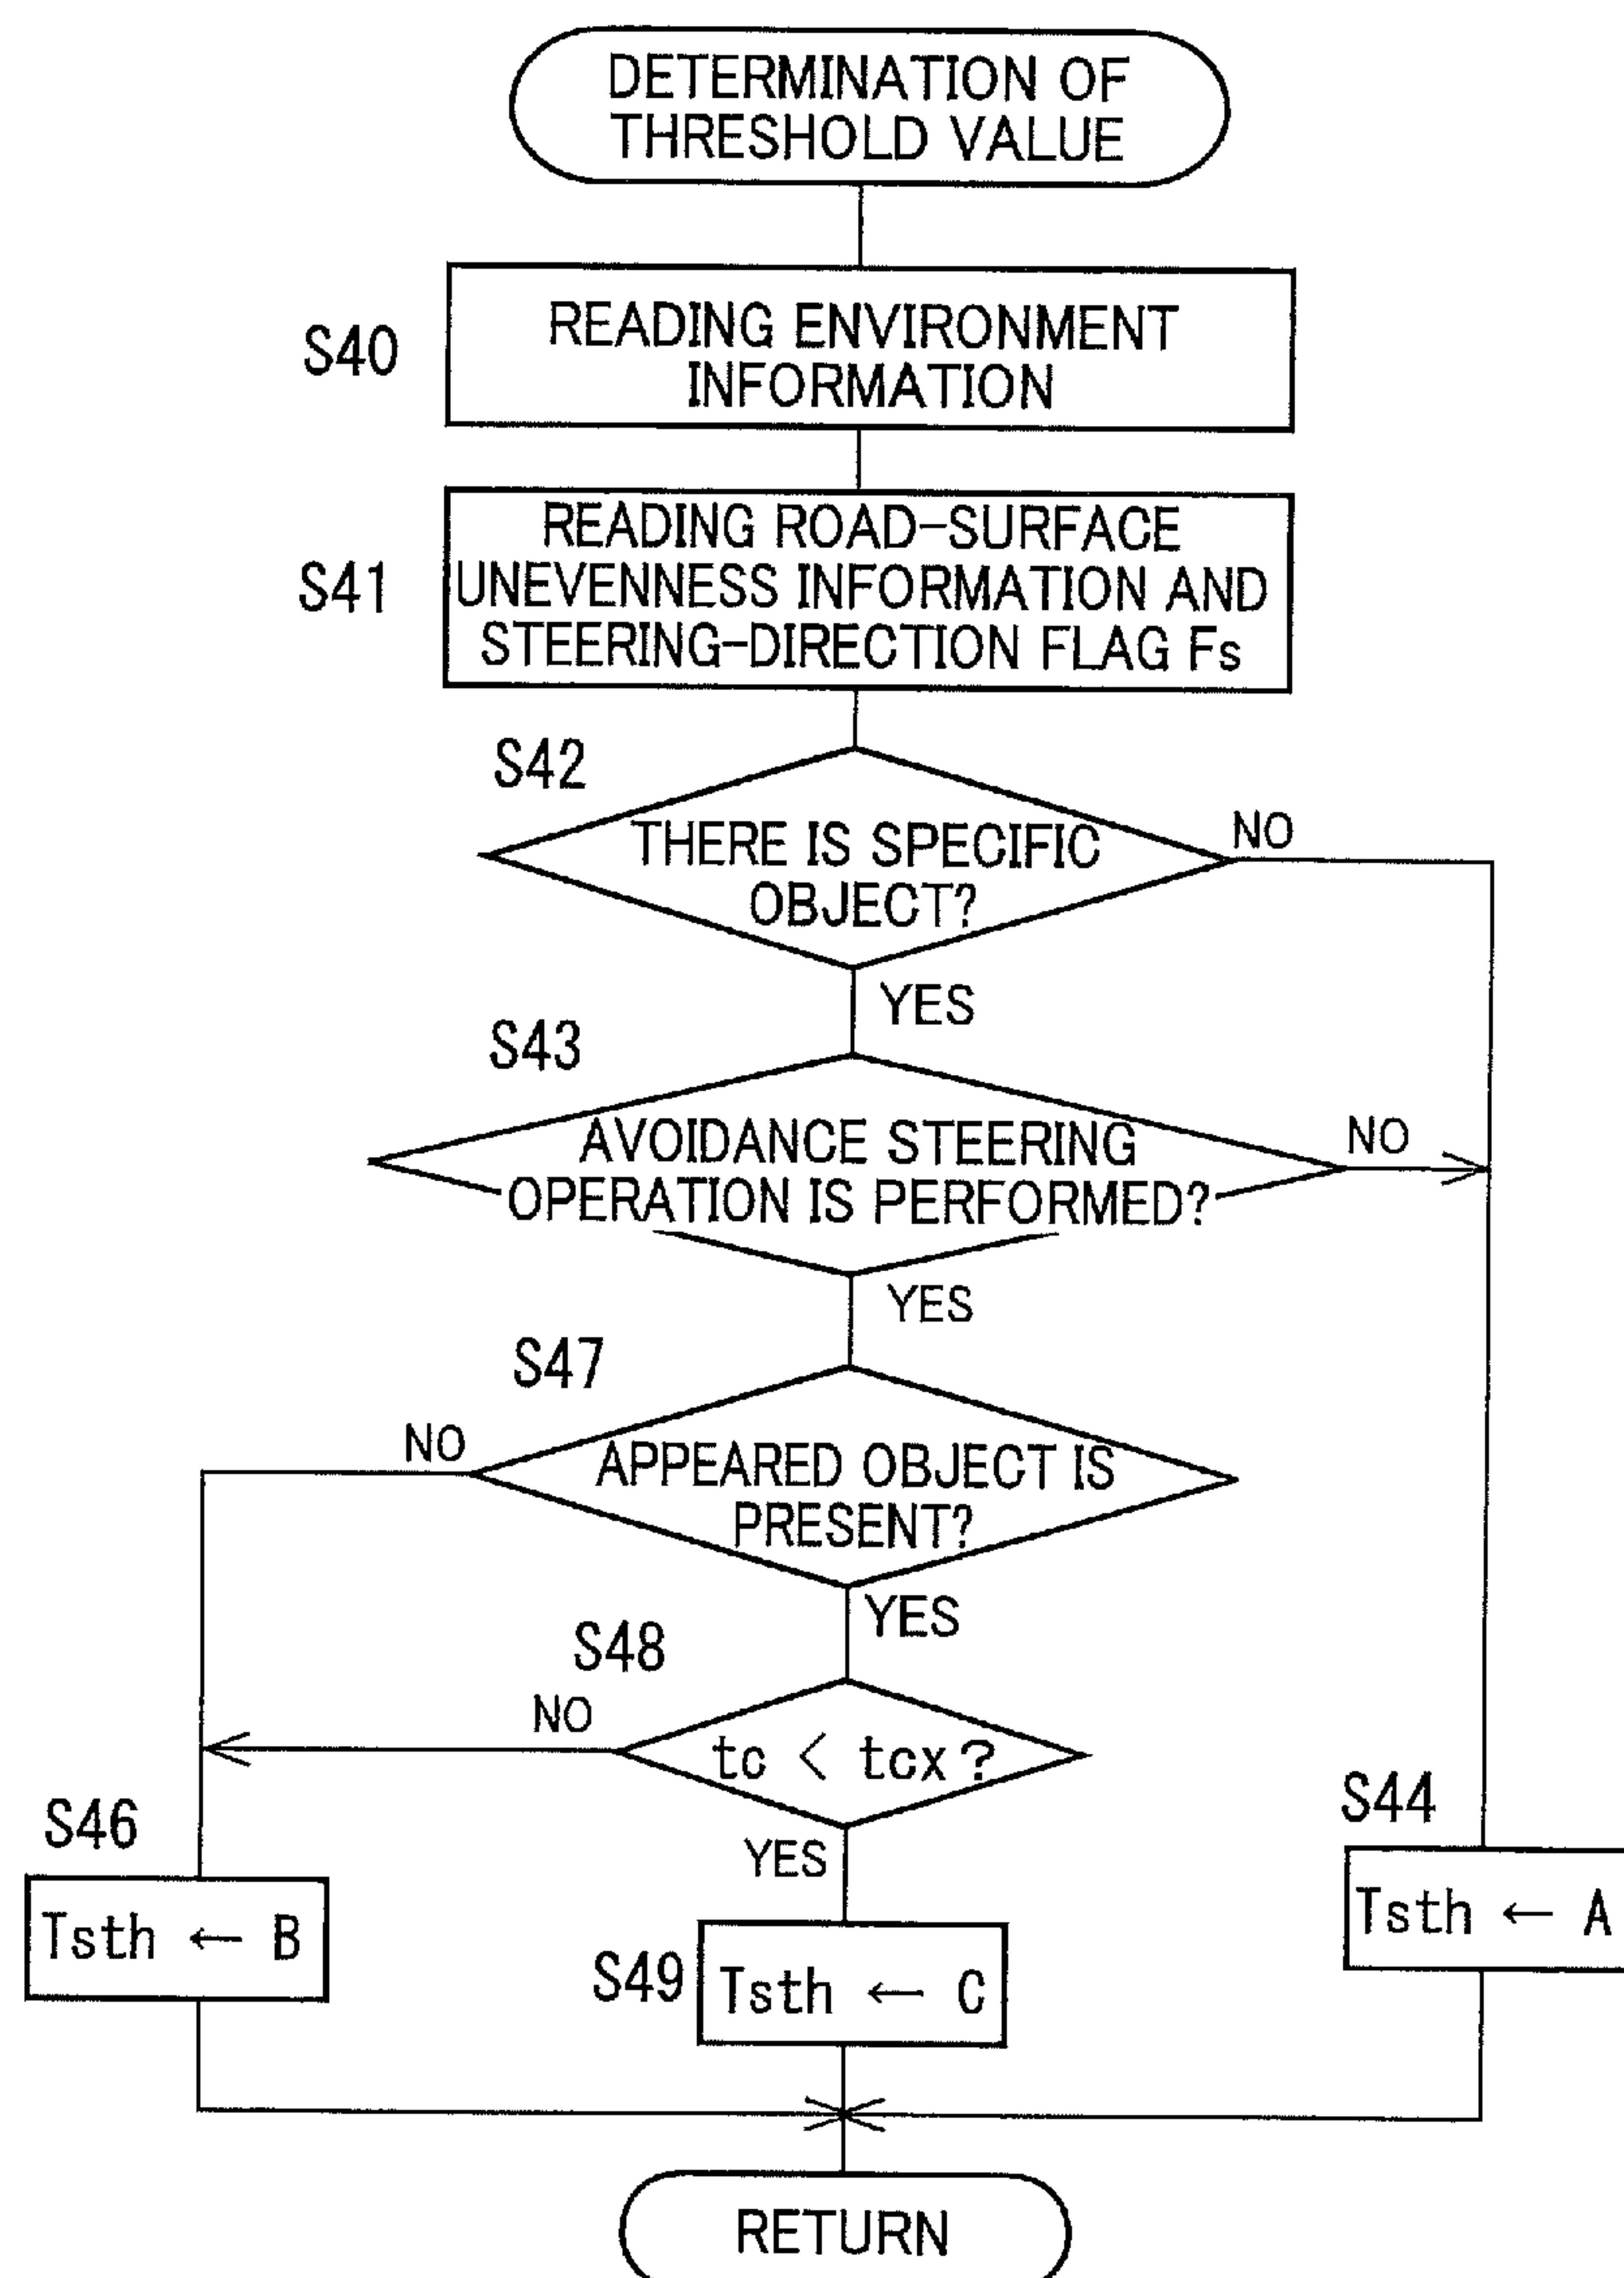 DETERMINATION OF
THRESHOLD VALUE
S40
READING ENVIRONMENT
INFORMATION
S41
READING ROAD-SURFACE
UNEVENNESS INFORMATION AND
STEERING-DIRECTION FLAG Fs
S42
THERE IS SPECIFIC
OBJECT?
NO
YES
S43
AVOIDANCE STEERING
OPERATION IS PERFORMED?
NO
YES
S47
NO
APPEARED OBJECT IS
PRESENT?
YES
S48
NO
tc < tcx?
YES
S46
Tsth ← B
S49
Tsth ← C
S44
Tsth ← A
RETURN